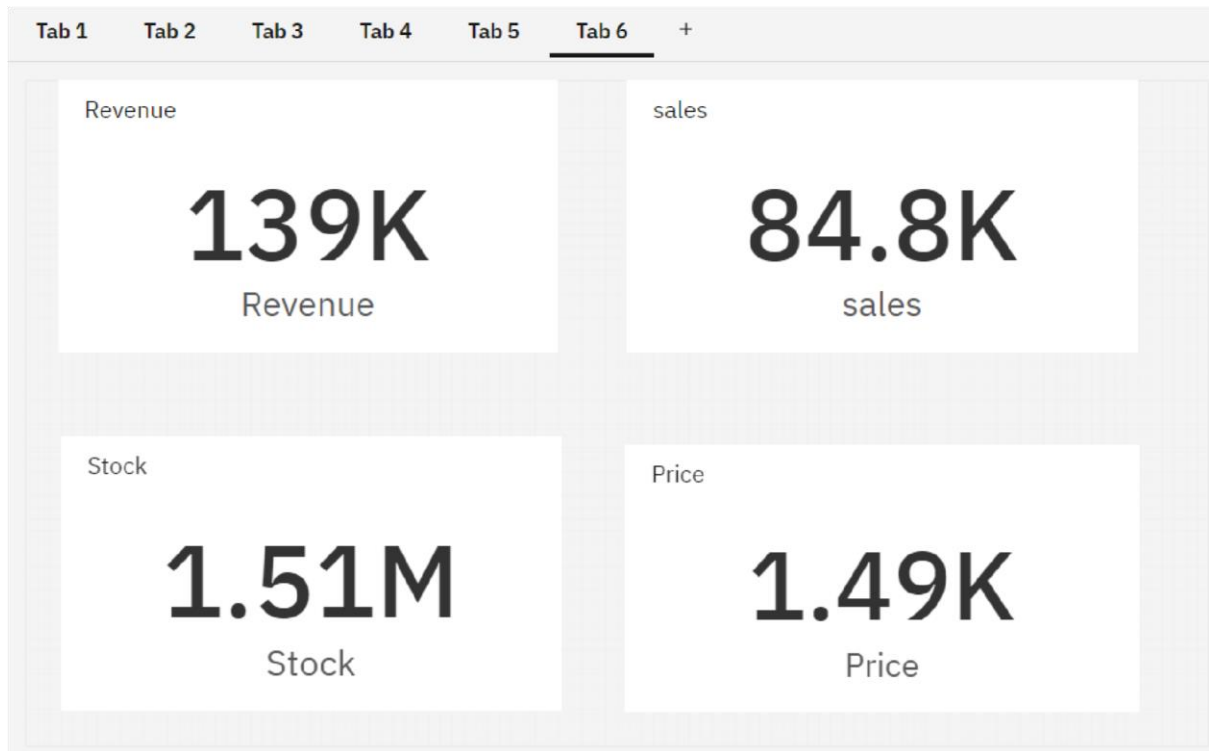 Tab 1 Tab 2 Tab 3 Tab 4 Tab 5 Tab 6 +
Revenue
139K
Revenue
sales
84.8K
sales
Stock
1.51M
Stock
Price
1.49K
Price